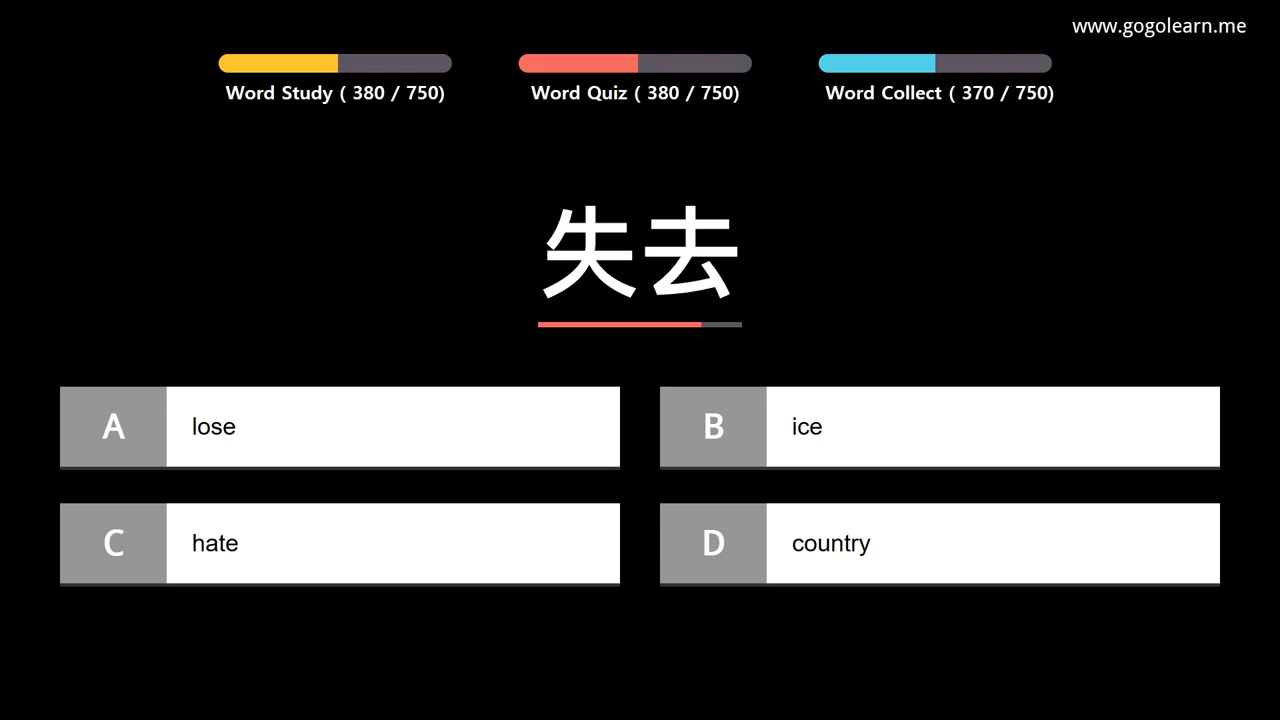 www.gogolearn.me
Word Study ( 380 / 750)
Word Quiz ( 380 / 750)
Word Collect ( 370 / 750)
失去
A lose
B ice
C hate
D country